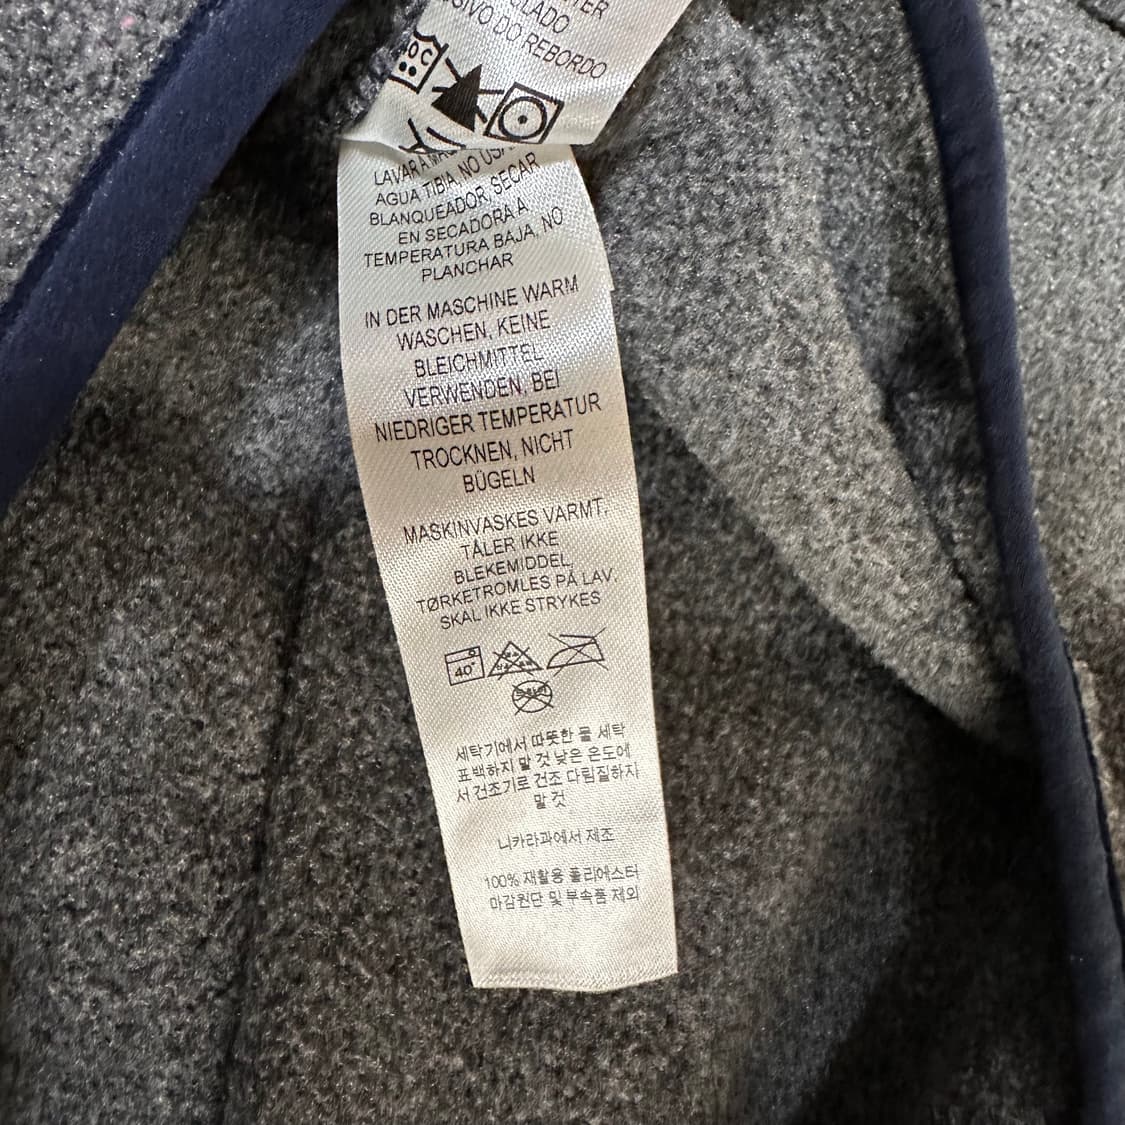 ELADO
SIVO DO REBORDO
LAVAR A
AGUA TIBIA, NO
BLANQUEADOR, SECAR
EN SECADORA A
TEMPERATURA BAJA, NO
PLANCHAR
IN DER MASCHINE WARM
WASCHEN, KEINE
BLEICHMITTEL
VERWENDEN, BEI
NIEDRIGER TEMPERATUR
TROCKNEN, NICHT
BÜGELN
MASKINVASKES VARMT,
TÅLER IKKE
BLEKEMIDDEL,
TØRKETROMLES PÅ LAV,
SKAL IKKE STRYKES
40°
세탁기에서 따뜻한 물 세탁
표백하지 말 것 낮은 온도에
서 건조기로 건조 다림질하지
말 것
니카라과에서 제조
100% 재활용 폴리에스터
마감원단 및 부속품 제외